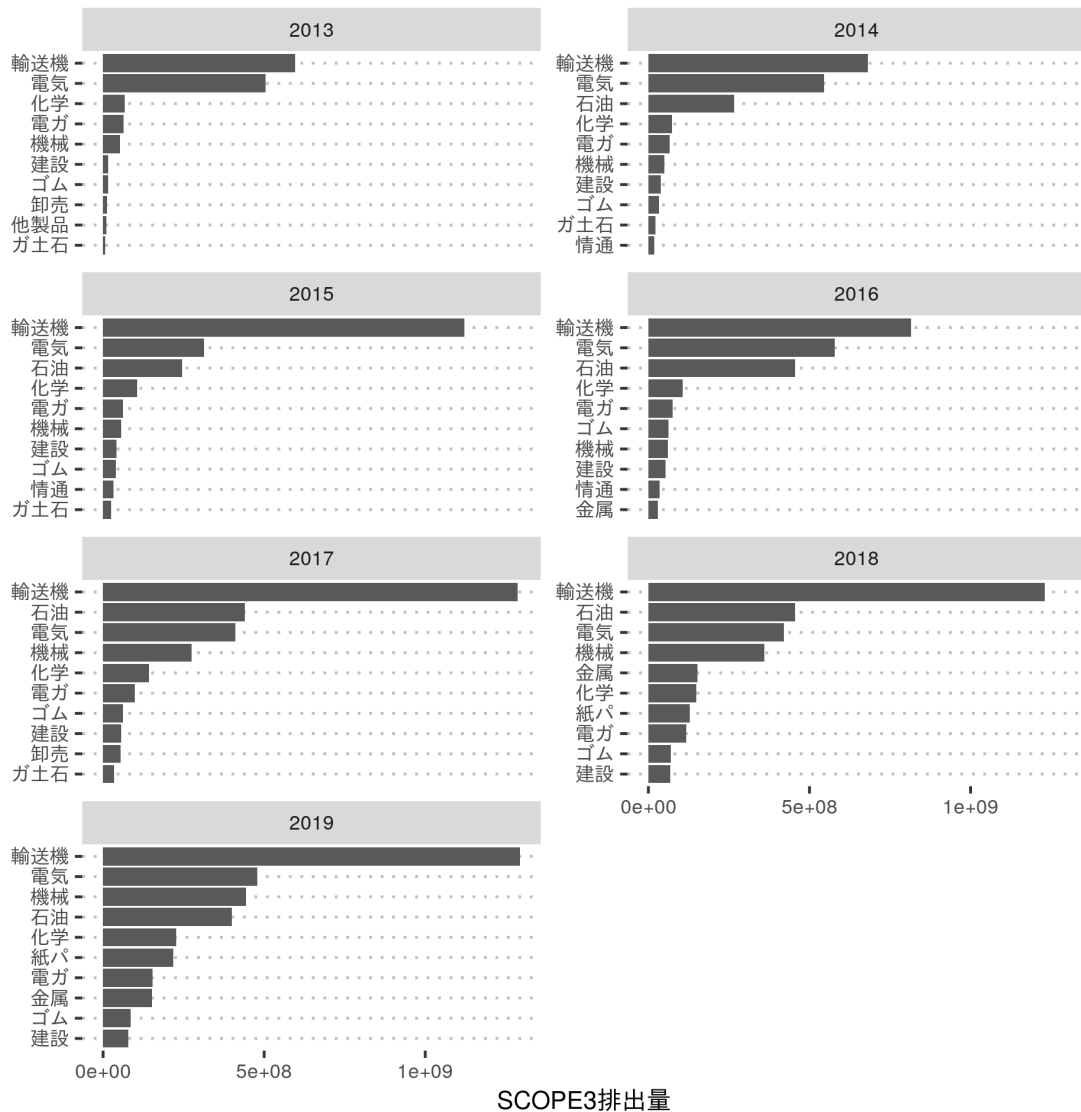 2013
輸送機
電気
化学
電ガ
機械
建設
ゴム
卸売
他製品
ガ土石
2014
輸送機
電気
石油
化学
電ガ
機械
建設
ゴム
ガ土石
情通
2015
輸送機
電気
石油
化学
電ガ
機械
建設
ゴム
情通
ガ土石
2016
輸送機
電気
石油
化学
電ガ
ゴム
機械
建設
情通
金属
2017
輸送機
石油
電気
機械
化学
電ガ
ゴム
建設
卸売
ガ土石
2018
輸送機
石油
電気
機械
金属
化学
紙パ
電ガ
ゴム
建設
0e+00 5e+08 1e+09
2019
輸送機
電気
機械
石油
化学
紙パ
電ガ
金属
ゴム
建設
0e+00 5e+08 1e+09
SCOPE3排出量